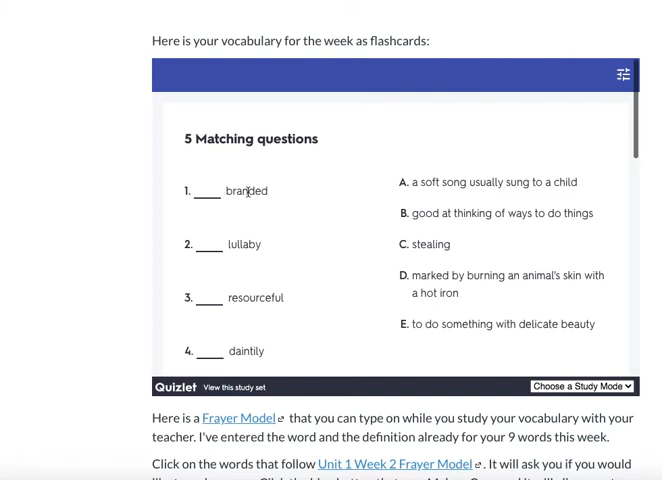 Here is your vocabulary for the week as flashcards:
5 Matching questions
1. ____ branded
2. ____ lullaby
3. ____ resourceful
4. ____ daintily
A. a soft song usually sung to a child
B. good at thinking of ways to do things
C. stealing
D. marked by burning an animal's skin with
a hot iron
E. to do something with delicate beauty
Quizlet View this study set
Choose a Study Mode
Here is a Frayer Model that you can type on while you study your vocabulary with your
teacher. I've entered the word and the definition already for your 9 words this week.
Click on the words that follow Unit 1 Week 2 Frayer Model. It will ask you if you would